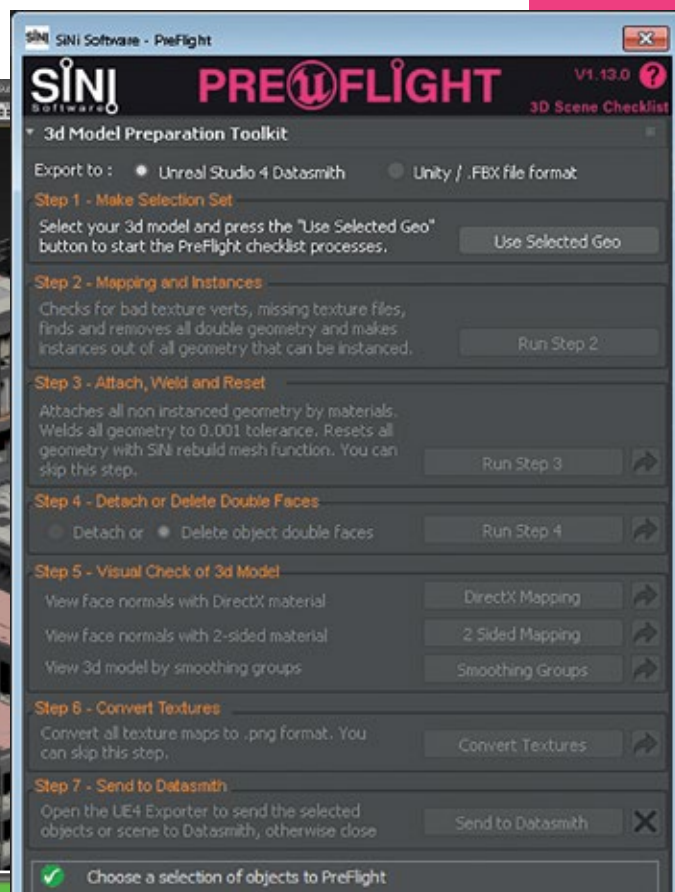 SiNi SiNi Software - PreFlight
SiNi
Software
PREUFLIGHT
V1.13.0 ?
3D Scene Checklist
3d Model Preparation Toolkit
Export to : Unreal Studio 4 Datasmith Unity / .FBX file format
Step 1 - Make Selection Set
Select your 3d model and press the "Use Selected Geo"
button to start the PreFlight checklist processes.
Use Selected Geo
Step 2 - Mapping and Instances
Checks for bad texture verts, missing texture files,
finds and removes all double geometry and makes
instances out of all geometry that can be instanced.
Run Step 2
Step 3 - Attach, Weld and Reset
Attaches all non instanced geometry by materials.
Welds all geometry to 0.001 tolerance. Resets all
geometry with SiNi rebuild mesh function. You can
skip this step.
Run Step 3
Step 4 - Detach or Delete Double Faces
Detach or Delete object double faces
Run Step 4
Step 5 - Visual Check of 3d Model
View face normals with DirectX material
DirectX Mapping
View face normals with 2-sided material
2 Sided Mapping
View 3d model by smoothing groups
Smoothing Groups
Step 6 - Convert Textures
Convert all texture maps to .png format. You
can skip this step.
Convert Textures
Step 7 - Send to Datasmith
Open the UE4 Exporter to send the selected
objects or scene to Datasmith, otherwise close
Send to Datasmith
Choose a selection of objects to PreFlight